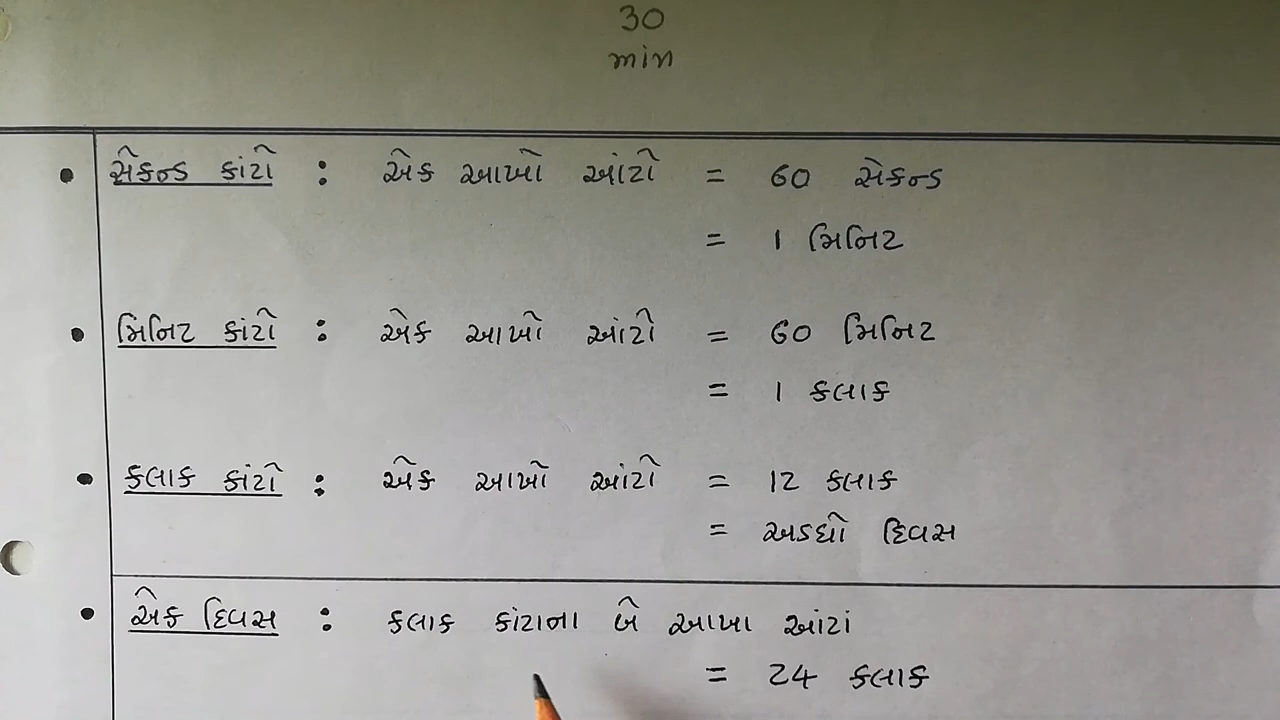 30
min
સેકન્ડ કાંટો : એક આખો આંટો = 60 સેકન્ડ
= 1 મિનિટ
મિનિટ કાંટો : એક આખો આંટો = 60 મિનિટ
= 1 કલાક
કલાક કાંટો : એક આખો આંટો = 12 કલાક
= અડધો દિવસ
એક દિવસ : કલાક કાંટાના બે આખા આંટા
= 24 કલાક